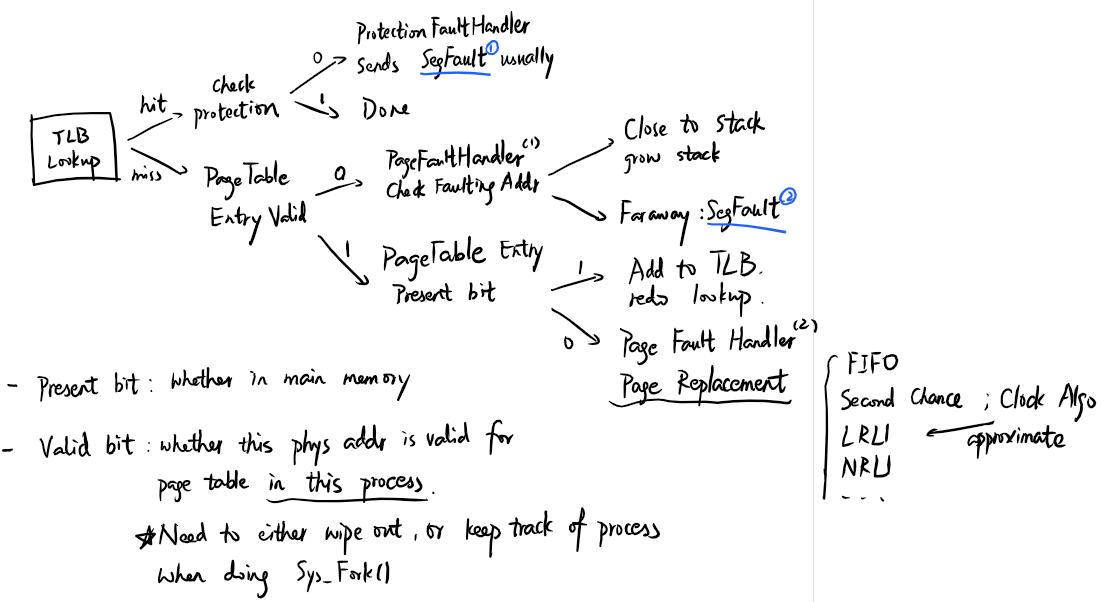 Protection FaultHandler
0
Sends SegFault① usually
check
protection
hit
1
Done
TLB
Lookup
miss
PageTable
Entry Valid
0
PageFaultHandler(1)
Check Faulting Addr
Close to stack
grow stack
Faraway : SegFault②
1
PageTable Entry
Present bit
1
Add to TLB.
redo lookup.
0
Page Fault Handler(2)
Page Replacement
FIFO
Second Chance ; Clock Algo
LRU
approximate
NRU
- - - -
- Present bit : whether in main memory
- Valid bit : whether this phys addr is valid for
page table in this process.
★Need to either wipe out, or keep track of process
when doing Sys_Fork()